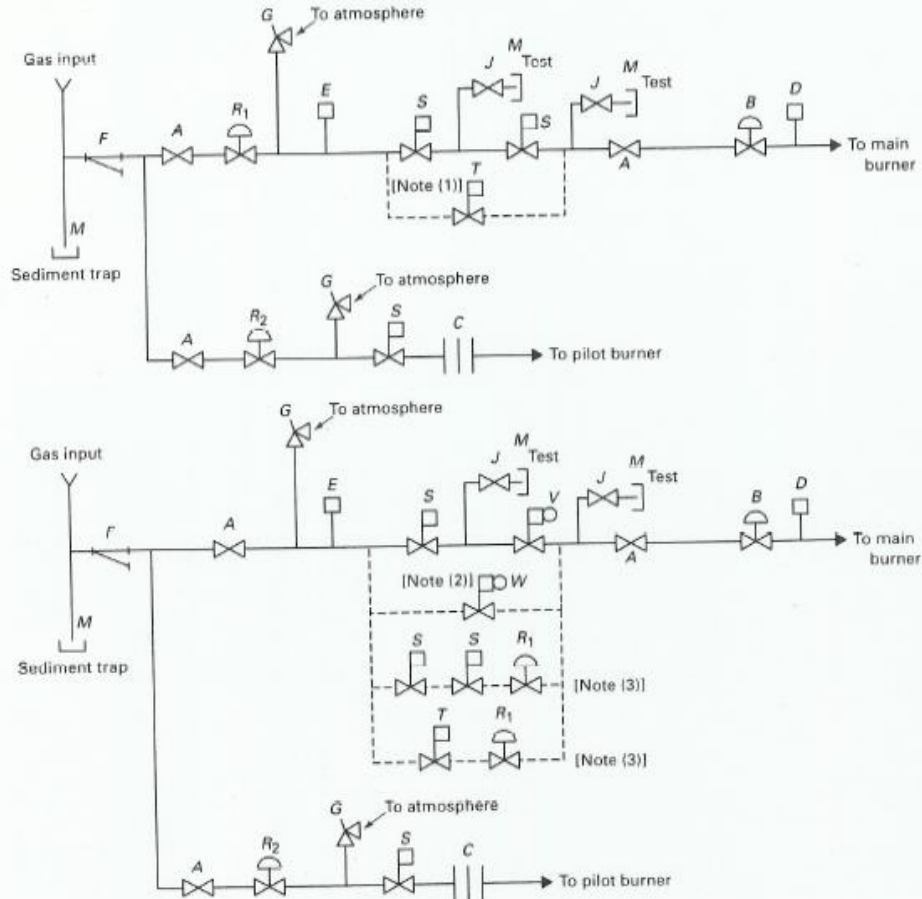 G
To atmosphere
Gas input
M
Test
J
M
Test
J
R1
E
S
S
B
D
F
A
A
To main
burner
T
[Note (1)]
M
Sediment trap
G
To atmosphere
R2
S
C
A
To pilot burner
G
To atmosphere
Gas input
M
Test
J
M
Test
J
E
S
V
B
D
F
A
A
To main
burner
[Note (2)]
W
M
Sediment trap
S
S
R1
[Note (3)]
T
R1
[Note (3)]
G
To atmosphere
A
R2
S
C
To pilot burner